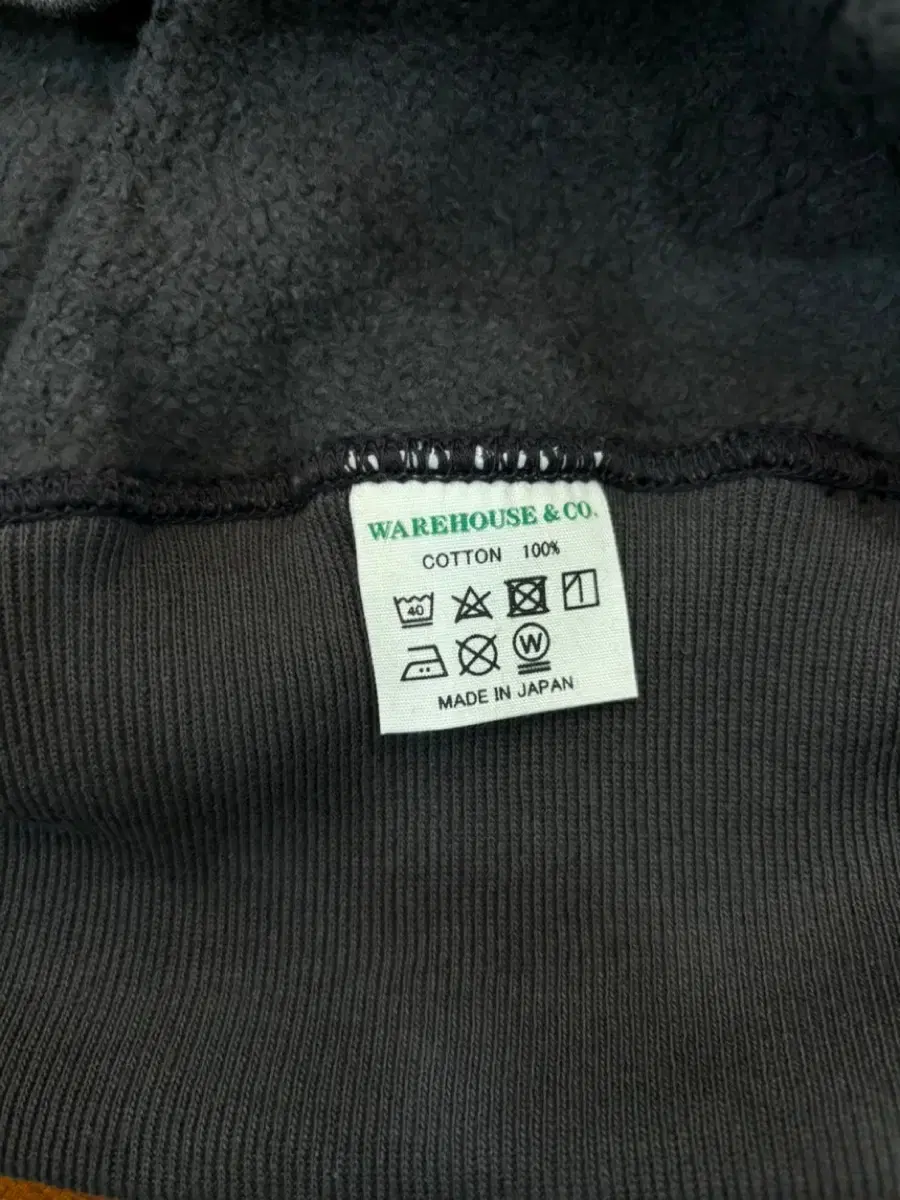 WAREHOUSE & CO.
COTTON 100%
40
W
MADE IN JAPAN